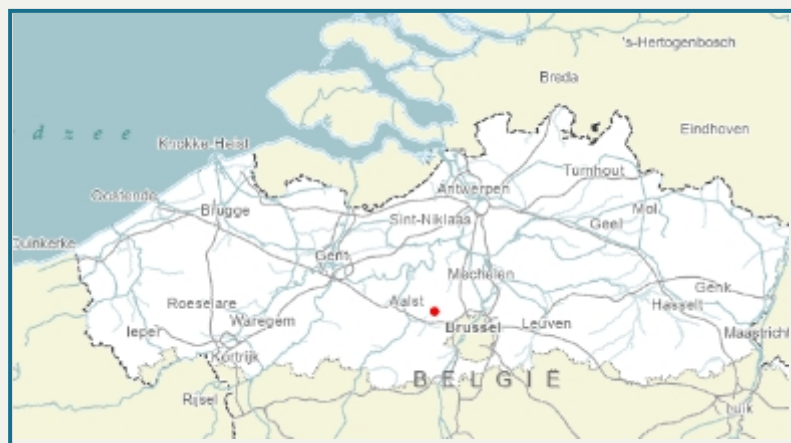 's-Hertogenbosch
Breda
Eindhoven
d z e e
Knokke-Heist
Turnhout
Antwerpen
Oostende
Mol
Brugge
Sint-Niklaas
Geel
Duinkerke
Gent
Mechelen
Genk
Roeselare
Aalst
Hasselt
Ieper
Waregem
Brussel
Leuven
Maastricht
Kortrijk
BELGIË
Rijsel
Luik